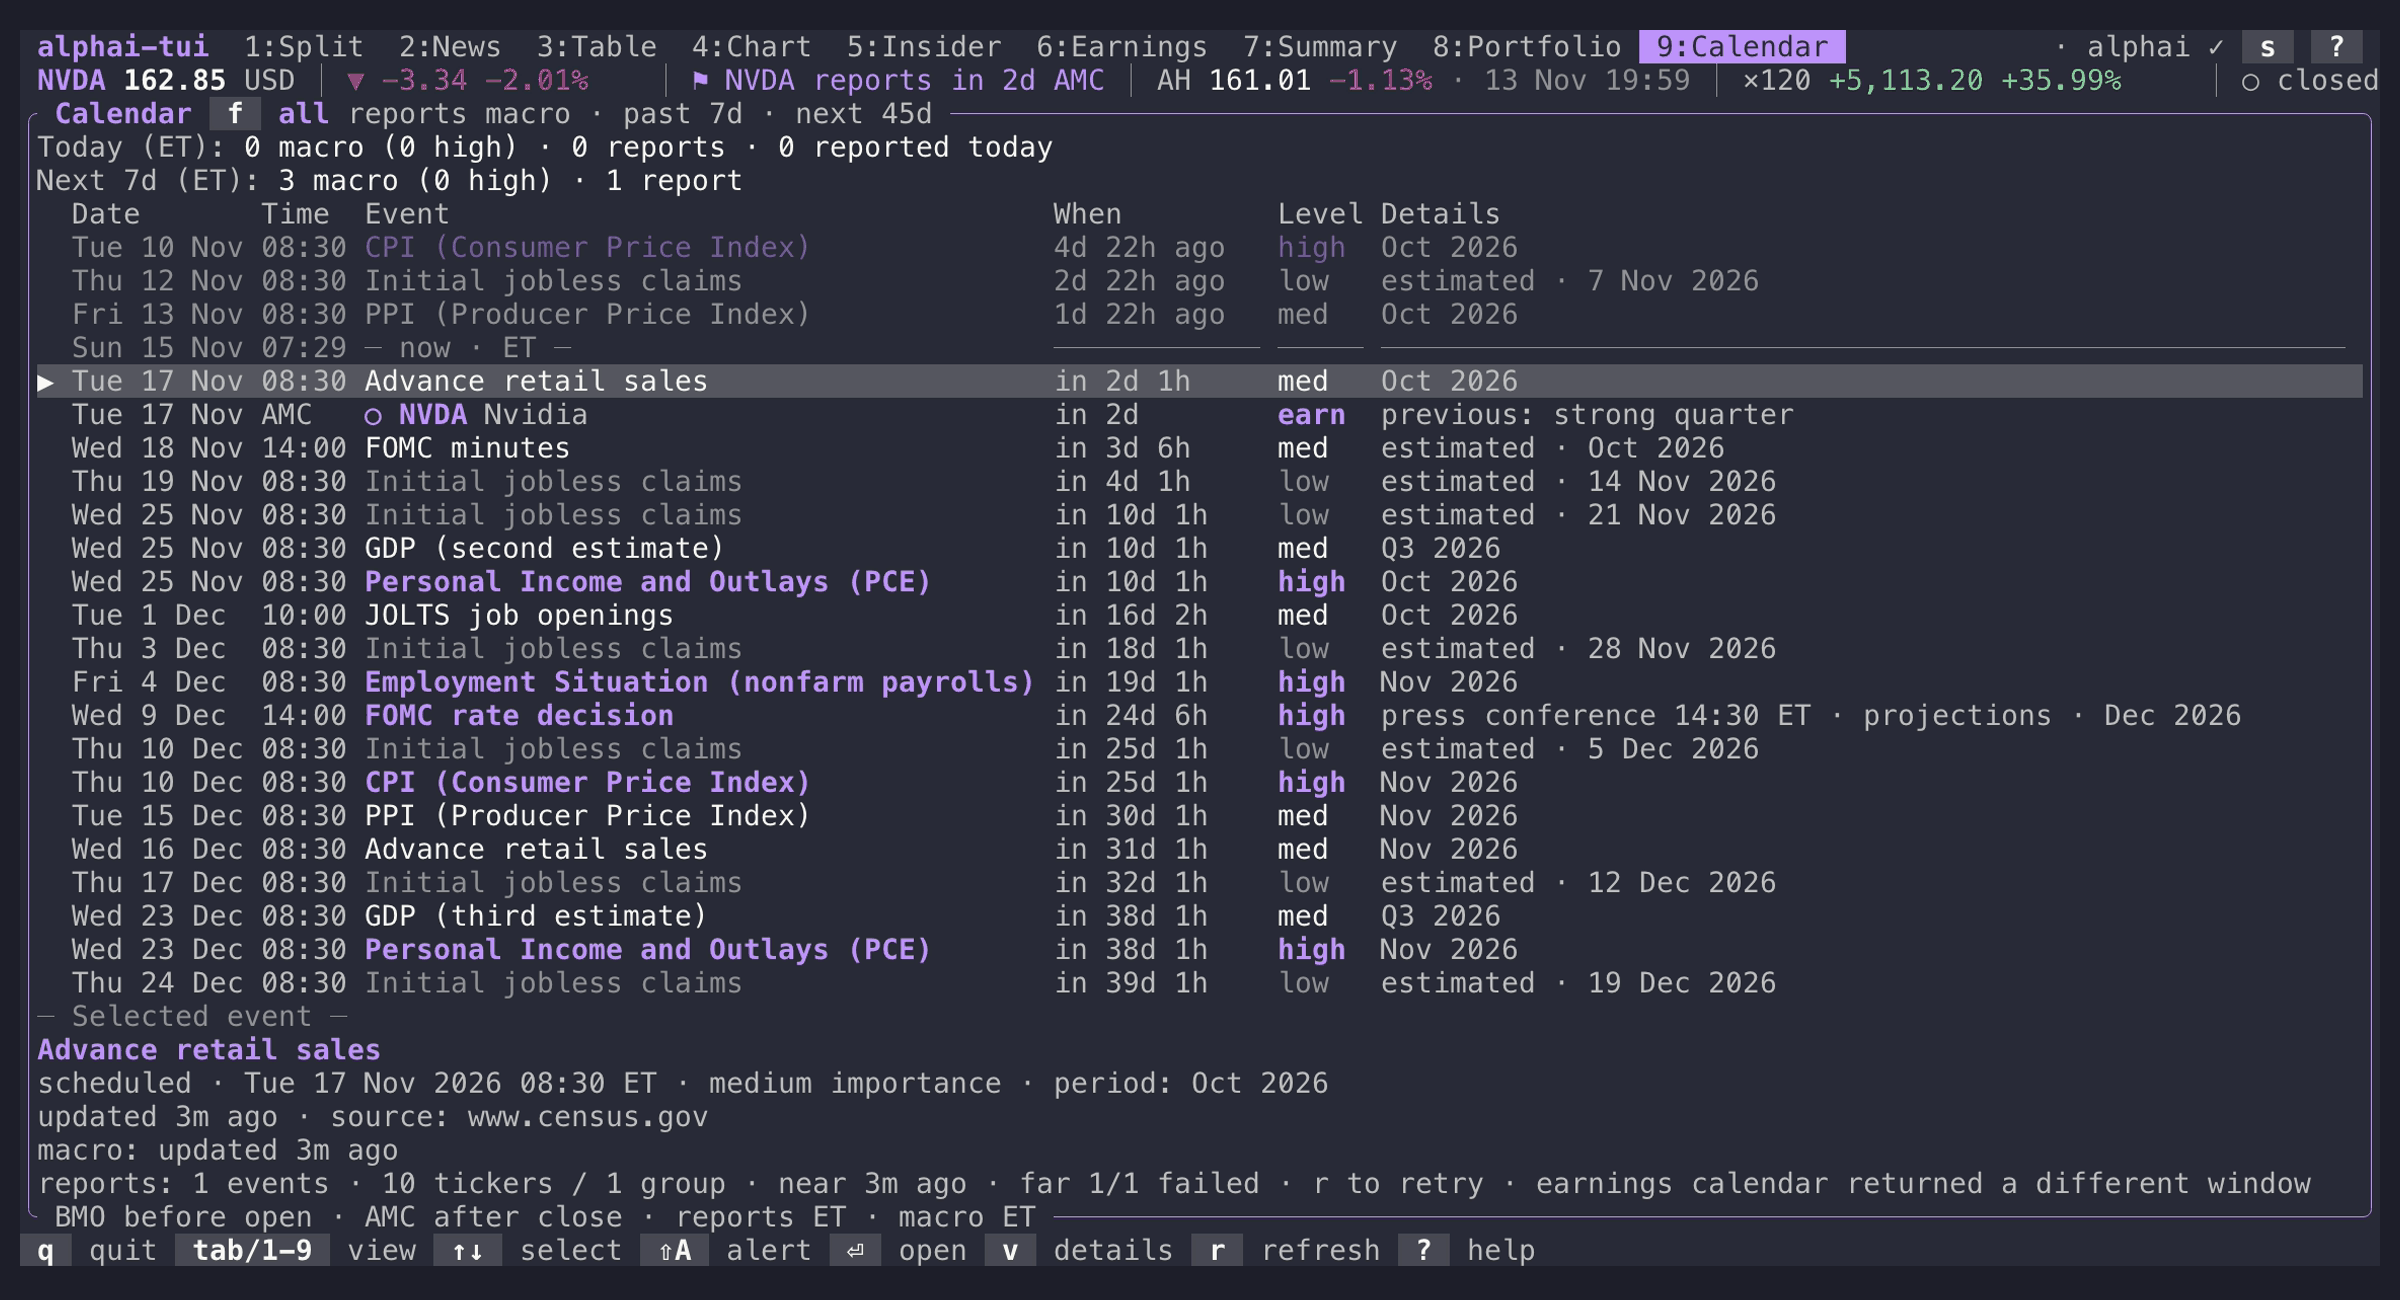 alphai-tui 1:Split 2:News 3:Table 4:Chart 5:Insider 6:Earnings 7:Summary 8:Portfolio 9:Calendar · alphai ✓ s ?
NVDA 162.85 USD │ ▼ −3.34 −2.01% │ ⚑ NVDA reports in 2d AMC │ AH 161.01 −1.13% · 13 Nov 19:59 │ ×120 +5,113.20 +35.99% │ ○ closed
Calendar f all reports macro · past 7d · next 45d
Today (ET): 0 macro (0 high) · 0 reports · 0 reported today
Next 7d (ET): 3 macro (0 high) · 1 report
Date Time Event When Level Details
Tue 10 Nov 08:30 CPI (Consumer Price Index) 4d 22h ago high Oct 2026
Thu 12 Nov 08:30 Initial jobless claims 2d 22h ago low estimated · 7 Nov 2026
Fri 13 Nov 08:30 PPI (Producer Price Index) 1d 22h ago med Oct 2026
Sun 15 Nov 07:29 — now · ET —
▶ Tue 17 Nov 08:30 Advance retail sales in 2d 1h med Oct 2026
Tue 17 Nov AMC ○ NVDA Nvidia in 2d earn previous: strong quarter
Wed 18 Nov 14:00 FOMC minutes in 3d 6h med estimated · Oct 2026
Thu 19 Nov 08:30 Initial jobless claims in 4d 1h low estimated · 14 Nov 2026
Wed 25 Nov 08:30 Initial jobless claims in 10d 1h low estimated · 21 Nov 2026
Wed 25 Nov 08:30 GDP (second estimate) in 10d 1h med Q3 2026
Wed 25 Nov 08:30 Personal Income and Outlays (PCE) in 10d 1h high Oct 2026
Tue 1 Dec 10:00 JOLTS job openings in 16d 2h med Oct 2026
Thu 3 Dec 08:30 Initial jobless claims in 18d 1h low estimated · 28 Nov 2026
Fri 4 Dec 08:30 Employment Situation (nonfarm payrolls) in 19d 1h high Nov 2026
Wed 9 Dec 14:00 FOMC rate decision in 24d 6h high press conference 14:30 ET · projections · Dec 2026
Thu 10 Dec 08:30 Initial jobless claims in 25d 1h low estimated · 5 Dec 2026
Thu 10 Dec 08:30 CPI (Consumer Price Index) in 25d 1h high Nov 2026
Tue 15 Dec 08:30 PPI (Producer Price Index) in 30d 1h med Nov 2026
Wed 16 Dec 08:30 Advance retail sales in 31d 1h med Nov 2026
Thu 17 Dec 08:30 Initial jobless claims in 32d 1h low estimated · 12 Dec 2026
Wed 23 Dec 08:30 GDP (third estimate) in 38d 1h med Q3 2026
Wed 23 Dec 08:30 Personal Income and Outlays (PCE) in 38d 1h high Nov 2026
Thu 24 Dec 08:30 Initial jobless claims in 39d 1h low estimated · 19 Dec 2026
— Selected event —
Advance retail sales
scheduled · Tue 17 Nov 2026 08:30 ET · medium importance · period: Oct 2026
updated 3m ago · source: www.census.gov
macro: updated 3m ago
reports: 1 events · 10 tickers / 1 group · near 3m ago · far 1/1 failed · r to retry · earnings calendar returned a different window
BMO before open · AMC after close · reports ET · macro ET
q quit tab/1–9 view ↑↓ select ⇧A alert ⏎ open v details r refresh ? help